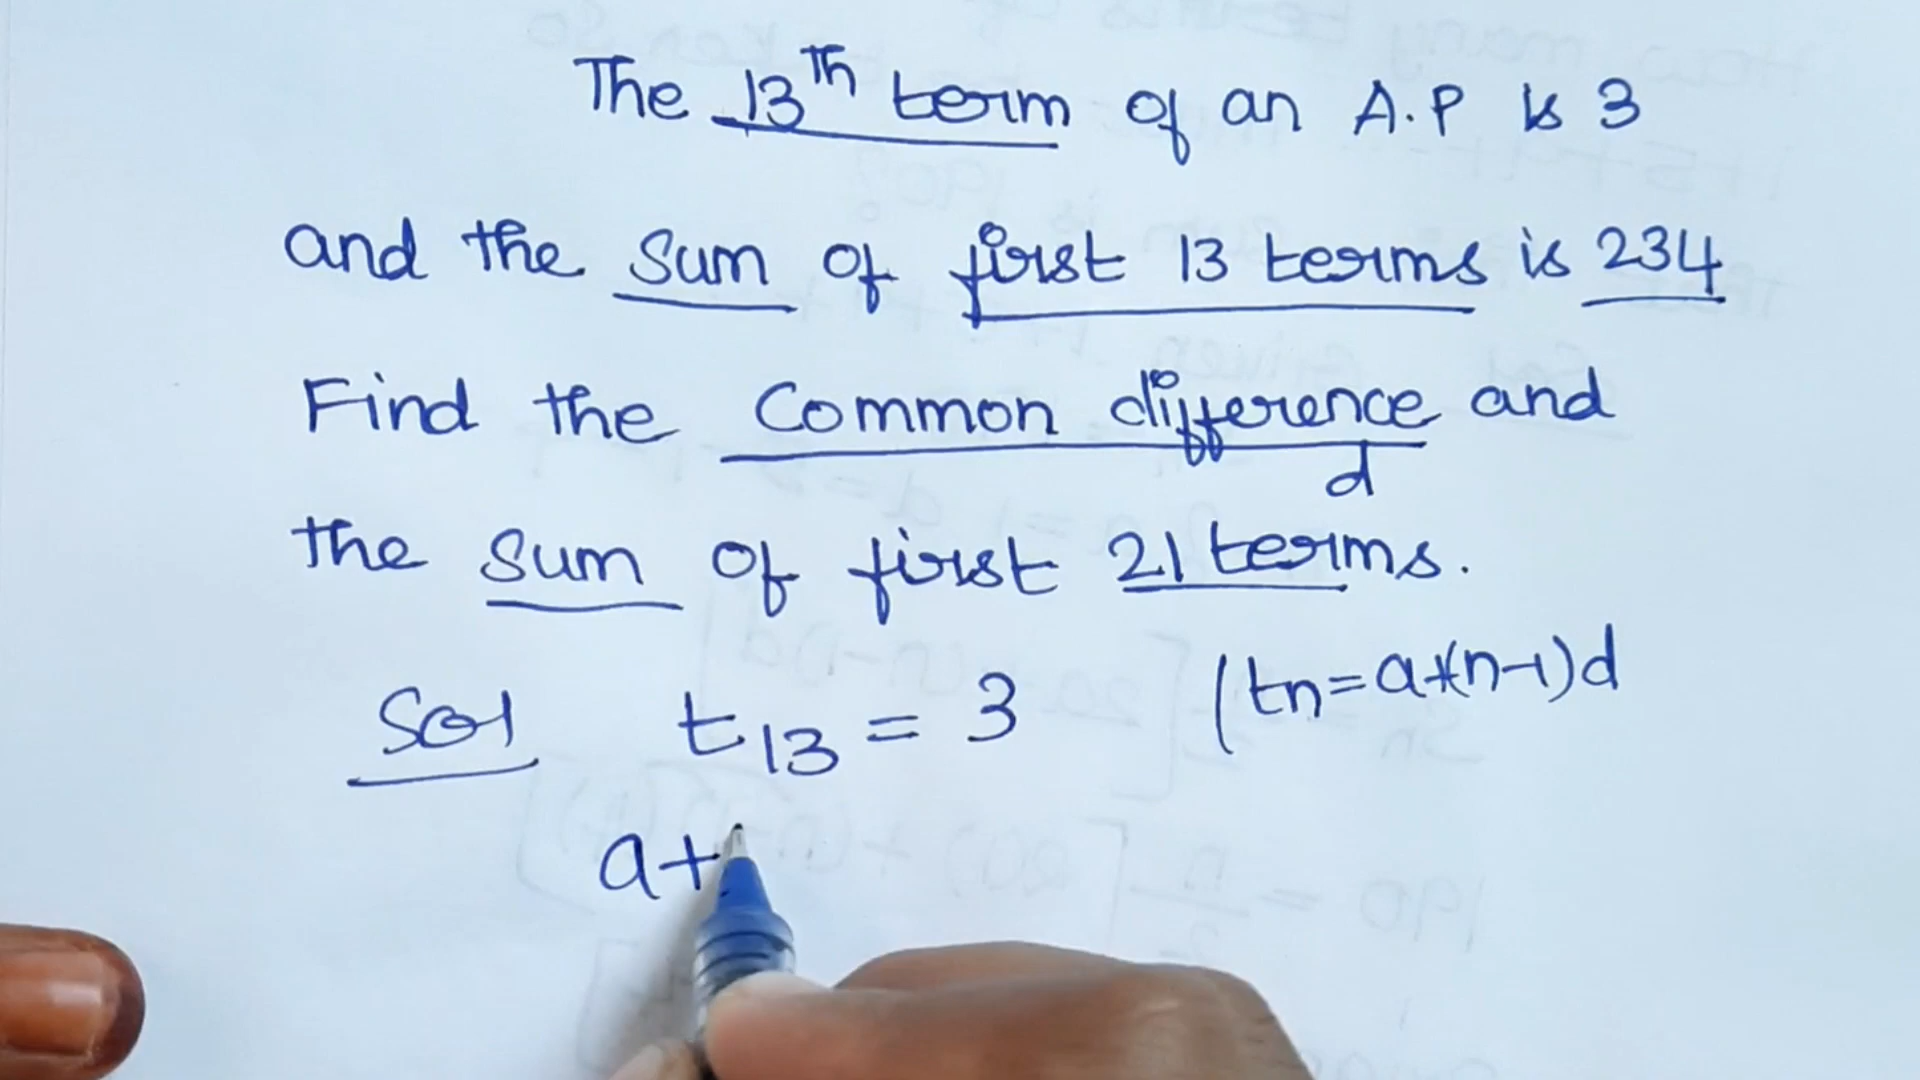 The 13th term of an A.P is 3
and the Sum of first 13 terms is 234
Find the Common difference and
d
the sum of first 21 terms.
Sol t13 = 3 (tn=a+(n-1)d
a+